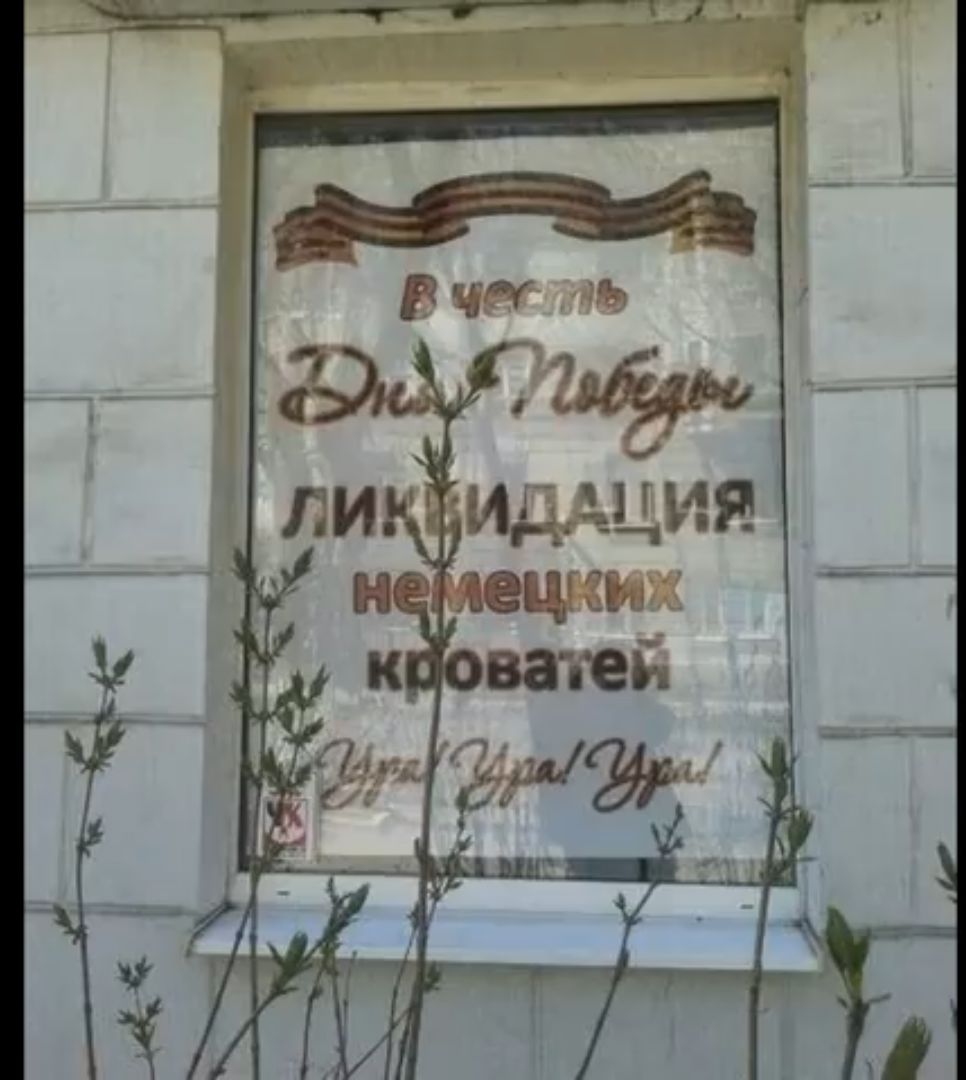 В честь
Дня Победы
ЛИКВИДАЦИЯ
немецких
кроватей
Ура! Ура! Ура!